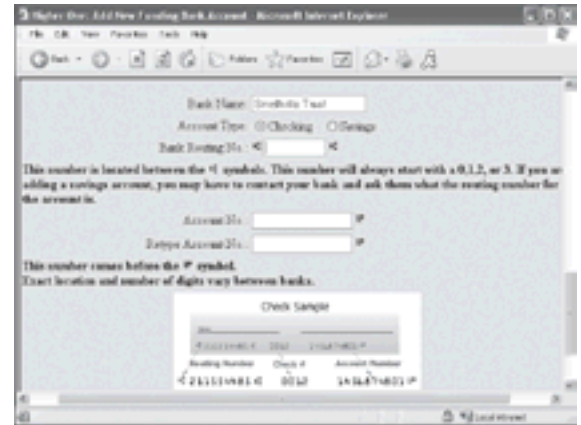 Higher One: Add New Funding Bank Account - Microsoft Internet Explorer
File Edit View Favorites Tools Help
Back Folders Favorites
Bank Name: Trust
Account Type: Checking Savings
Bank Routing No.:
This number is located between the symbols. This number will always start with a 0,1,2, or 3. If you are
adding a savings account, you may have to contact your bank and ask them what the routing number for
the account is.
Account No.:
Retype Account No.:
This number comes before the symbol.
Exact location and number of digits vary between banks.
Check Sample
Routing Number Check # Account Number
0012
Local intranet